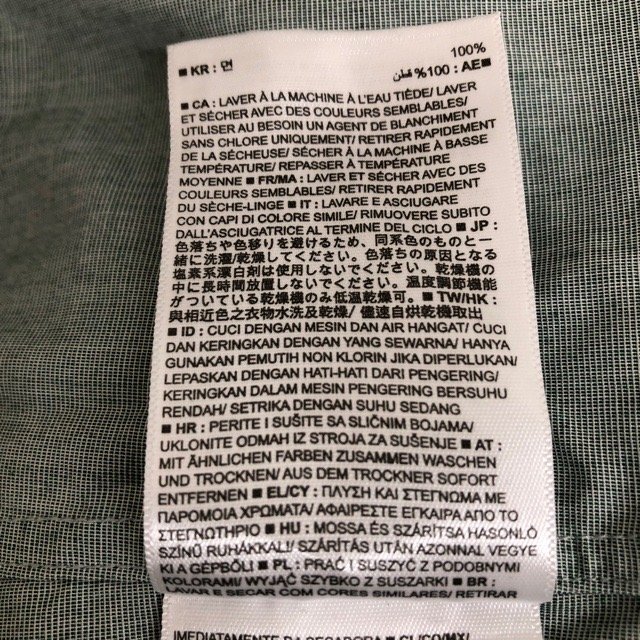 ■ KR : 면 100%
قطن 100% : AE■
■ CA : LAVER À LA MACHINE À L'EAU TIÈDE/ LAVER
ET SÉCHER AVEC DES COULEURS SEMBLABLES/
UTILISER AU BESOIN UN AGENT DE BLANCHIMENT
SANS CHLORE UNIQUEMENT/ RETIRER RAPIDEMENT
DE LA SÉCHEUSE/ SÉCHER À LA MACHINE À BASSE
TEMPÉRATURE/ REPASSER À TEMPÉRATURE
MOYENNE ■ FR/MA : LAVER ET SÉCHER AVEC DES
COULEURS SEMBLABLES/ RETIRER RAPIDEMENT
DU SÈCHE-LINGE ■ IT : LAVARE E ASCIUGARE
CON CAPI DI COLORE SIMILE/ RIMUOVERE SUBITO
DALL'ASCIUGATRICE AL TERMINE DEL CICLO ■ JP :
色落ちや色移りを避けるため、同系色のものと一
緒に洗濯/乾燥してください。色落ちの原因となる
塩素系漂白剤は使用しないでください。乾燥機の
中に長時間放置しないでください。温度調節機能
がついている乾燥機のみ低温乾燥可。 ■ TW/HK :
與相近色之衣物水洗及乾燥/ 儘速自烘乾機取出
■ ID : CUCI DENGAN MESIN DAN AIR HANGAT/ CUCI
DAN KERINGKAN DENGAN YANG SEWARNA/ HANYA
GUNAKAN PEMUTIH NON KLORIN JIKA DIPERLUKAN/
LEPASKAN DENGAN HATI-HATI DARI PENGERING/
KERINGKAN DALAM MESIN PENGERING BERSUHU
RENDAH/ SETRIKA DENGAN SUHU SEDANG
■ HR : PERITE I SUŠITE SA SLIČNIM BOJAMA/
UKLONITE ODMAH IZ STROJA ZA SUŠENJE ■ AT :
MIT ÄHNLICHEN FARBEN ZUSAMMEN WASCHEN
UND TROCKNEN/ AUS DEM TROCKNER SOFORT
ENTFERNEN ■ EL/CY : ΠΛΥΣΗ ΚΑΙ ΣΤΕΓΝΩΜΑ ΜΕ
ΠΑΡΟΜΟΙΑ ΧΡΩΜΑΤΑ/ ΑΦΑΙΡΕΣΤΕ ΕΓΚΑΙΡΑ ΑΠΟ ΤΟ
ΣΤΕΓΝΩΤΗΡΙΟ ■ HU : MOSSA ÉS SZÁRÍTSA HASONLÓ
SZÍNŰ RUHÁKKAL/ SZÁRÍTÁS UTÁN AZONNAL VEGYE
KI A GÉPBŐL ■ PL : PRAĆ I SUSZYĆ Z PODOBNYMI
KOLORAMI/ WYJĄĆ SZYBKO Z SUSZARKI ■ BR :
LAVAR E SECAR COM CORES SIMILARES/ RETIRAR
IMEDIATAMENTE DA SECADORA ■ CL/EC/MX/